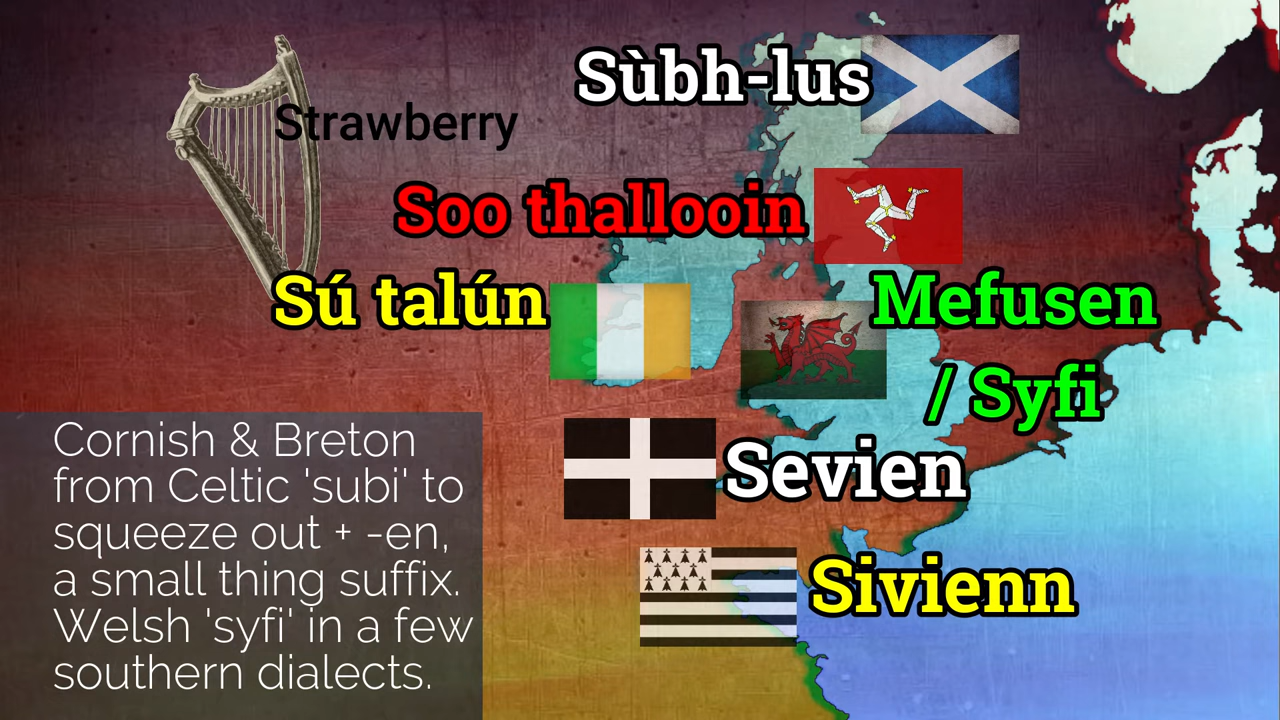 Sùbh-lus
Strawberry
Soo thallooin
Sú talún
Mefusen
/ Syfi
Sevien
Sivienn
Cornish & Breton
from Celtic 'subi' to
squeeze out + -en,
a small thing suffix.
Welsh 'syfi' in a few
southern dialects.